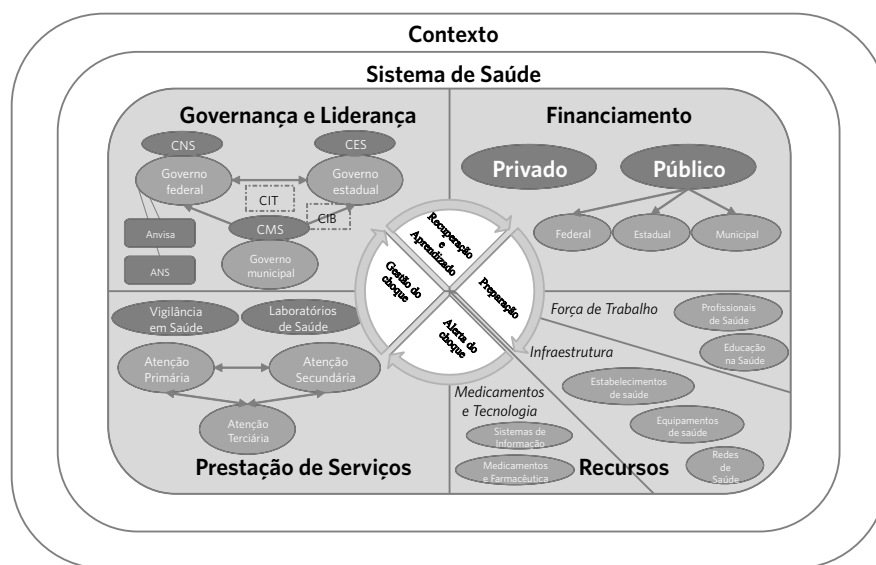 Contexto
Sistema de Saúde
Governança e Liderança
CNS
Governo
federal
CES
Governo
estadual
CIT
CIB
CMS
Governo
municipal
Anvisa
ANS
Financiamento
Privado
Público
Federal
Estadual
Municipal
Recuperação
e
Aprendizado
Preparação
Alerta do
choque
Gestão do
choque
Vigilância
em Saúde
Laboratórios
de Saúde
Atenção
Primária
Atenção
Secundária
Atenção
Terciária
Prestação de Serviços
Força de Trabalho
Profissionais
de Saúde
Educação
na Saúde
Infraestrutura
Estabelecimentos
de saúde
Equipamentos
de saúde
Redes
de
Saúde
Medicamentos
e Tecnologia
Sistemas de
Informação
Medicamentos
e Farmacêutica
Recursos